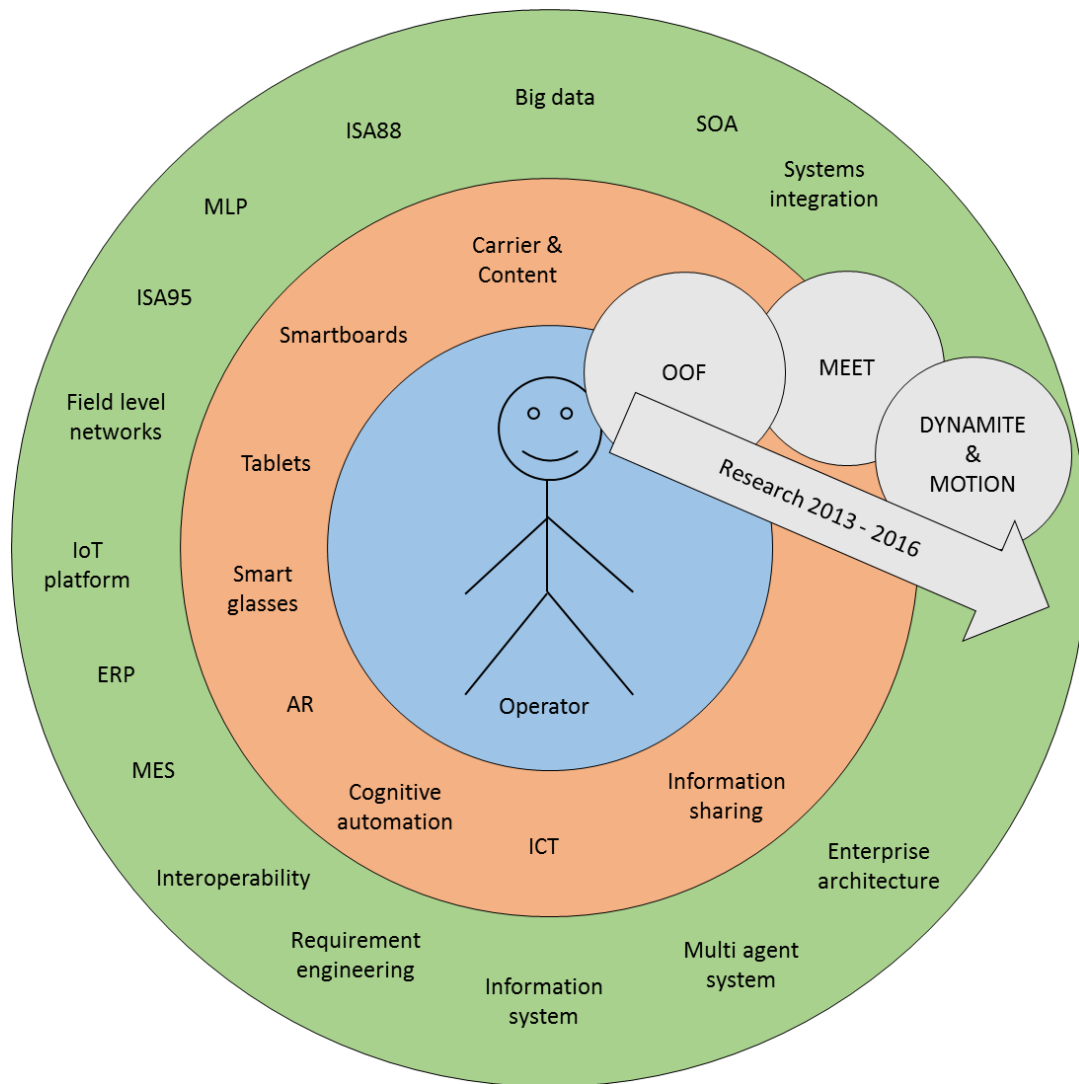 Big data
ISA88
SOA
Systems
integration
MLP
Carrier &
Content
ISA95
Smartboards
OOF
MEET
Field level
networks
DYNAMITE
&
MOTION
Tablets
Research 2013 - 2016
IoT
platform
Smart
glasses
ERP
AR
Operator
MES
Cognitive
automation
Information
sharing
ICT
Interoperability
Enterprise
architecture
Requirement
engineering
Multi agent
system
Information
system